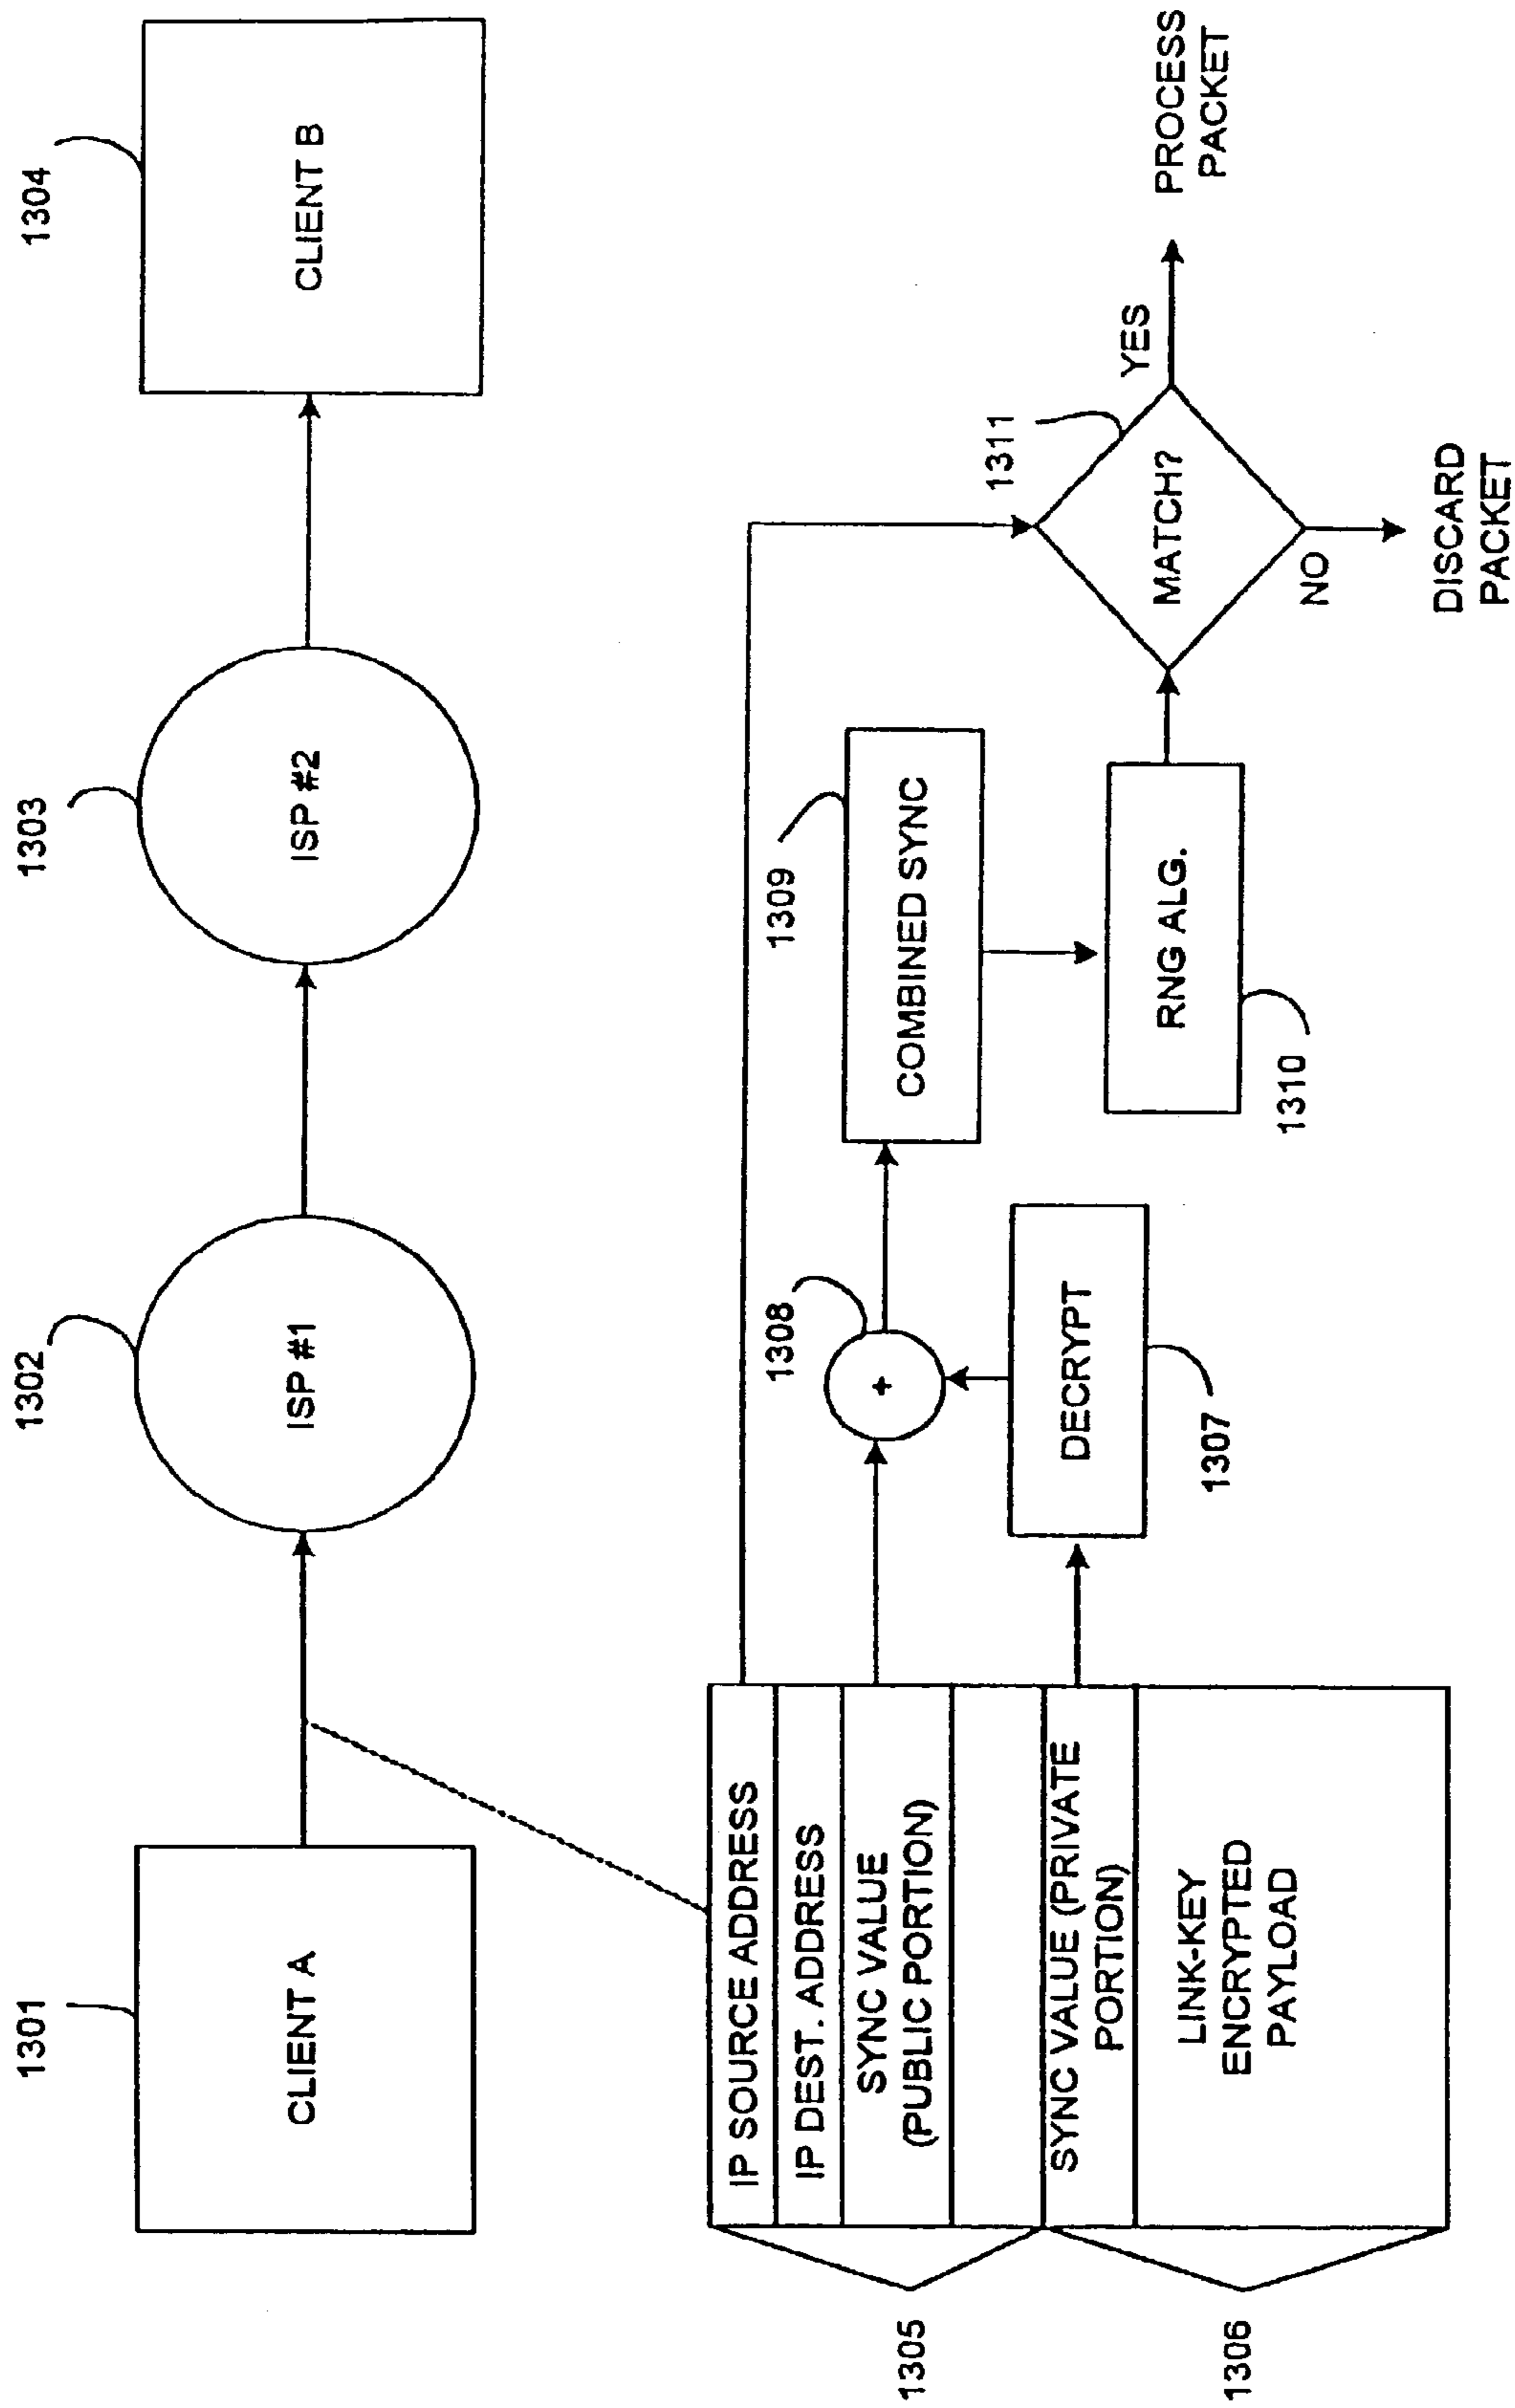 1301
CLIENT A
1302
ISP #1
1303
ISP #2
1304
CLIENT B
1305
IP SOURCE ADDRESS
IP DEST. ADDRESS
SYNC VALUE
(PUBLIC PORTION)
1306
SYNC VALUE (PRIVATE
PORTION)
LINK-KEY
ENCRYPTED
PAYLOAD
1307
DECRYPT
1308
+
1309
COMBINED SYNC
1310
RNG ALG.
1311
MATCH?
YES
PROCESS
PACKET
NO
DISCARD
PACKET